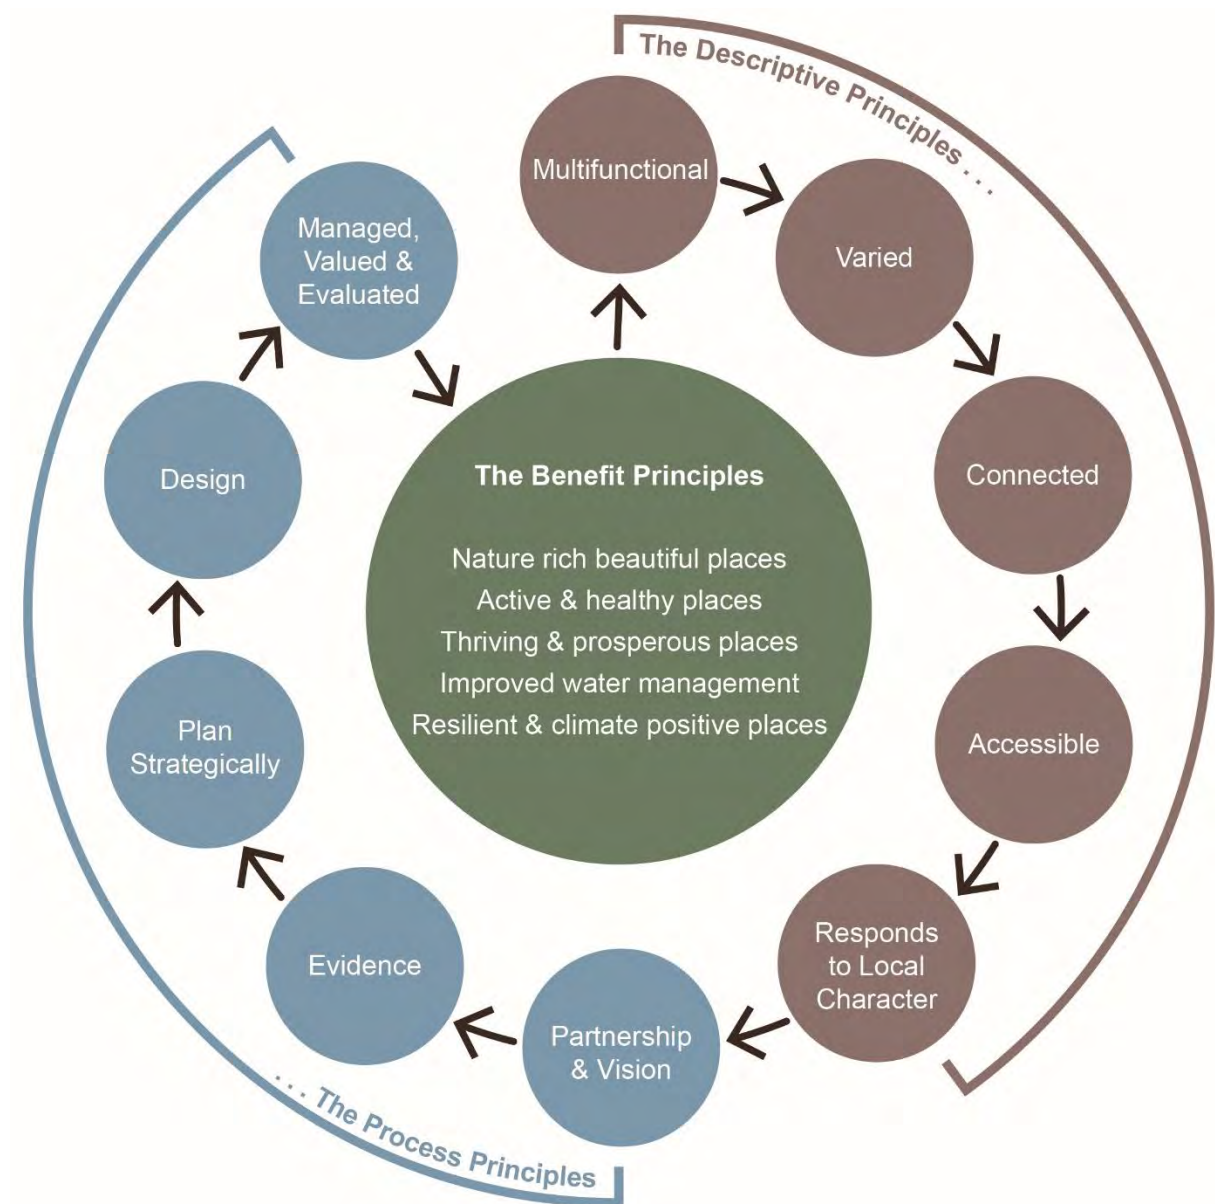 The Descriptive Principles . . .
Multifunctional
Varied
Connected
Accessible
Responds
to Local
Character
Partnership
& Vision
Evidence
Plan
Strategically
Design
Managed,
Valued &
Evaluated
. . . The Process Principles
The Benefit Principles
Nature rich beautiful places
Active & healthy places
Thriving & prosperous places
Improved water management
Resilient & climate positive places